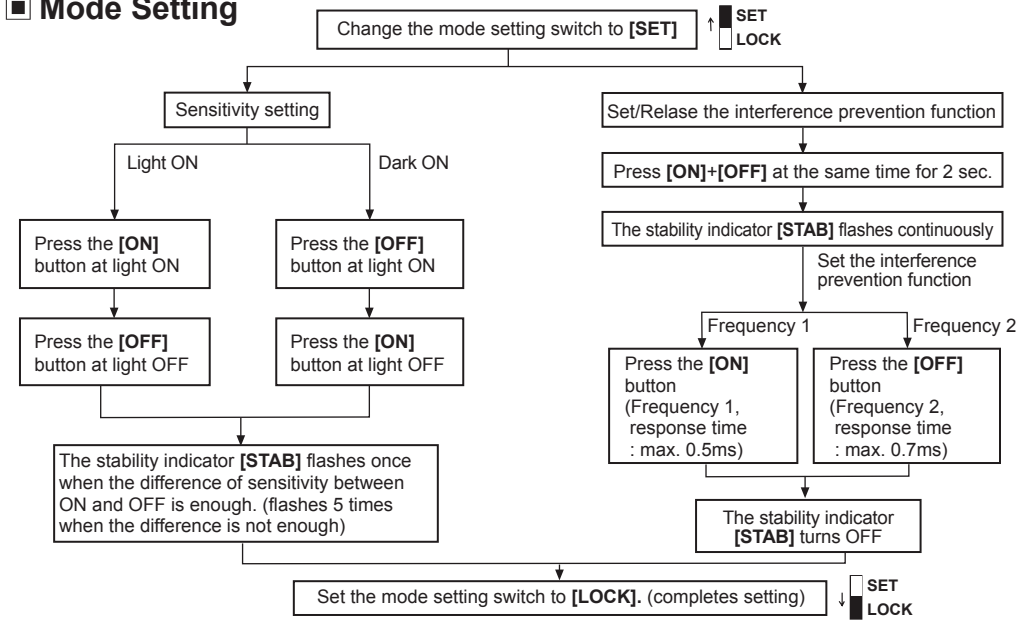 Mode Setting
Change the mode setting switch to [SET]
SET
LOCK
Sensitivity setting
Light ON
Dark ON
Press the [ON]
button at light ON
Press the [OFF]
button at light ON
Press the [OFF]
button at light OFF
Press the [ON]
button at light OFF
The stability indicator [STAB] flashes once
when the difference of sensitivity between
ON and OFF is enough. (flashes 5 times
when the difference is not enough)
Set/Relase the interference prevention function
Press [ON]+[OFF] at the same time for 2 sec.
The stability indicator [STAB] flashes continuously
Set the interference
prevention function
Frequency 1
Frequency 2
Press the [ON]
button
(Frequency 1,
response time
: max. 0.5ms)
Press the [OFF]
button
(Frequency 2,
response time
: max. 0.7ms)
The stability indicator
[STAB] turns OFF
Set the mode setting switch to [LOCK]. (completes setting)
SET
LOCK